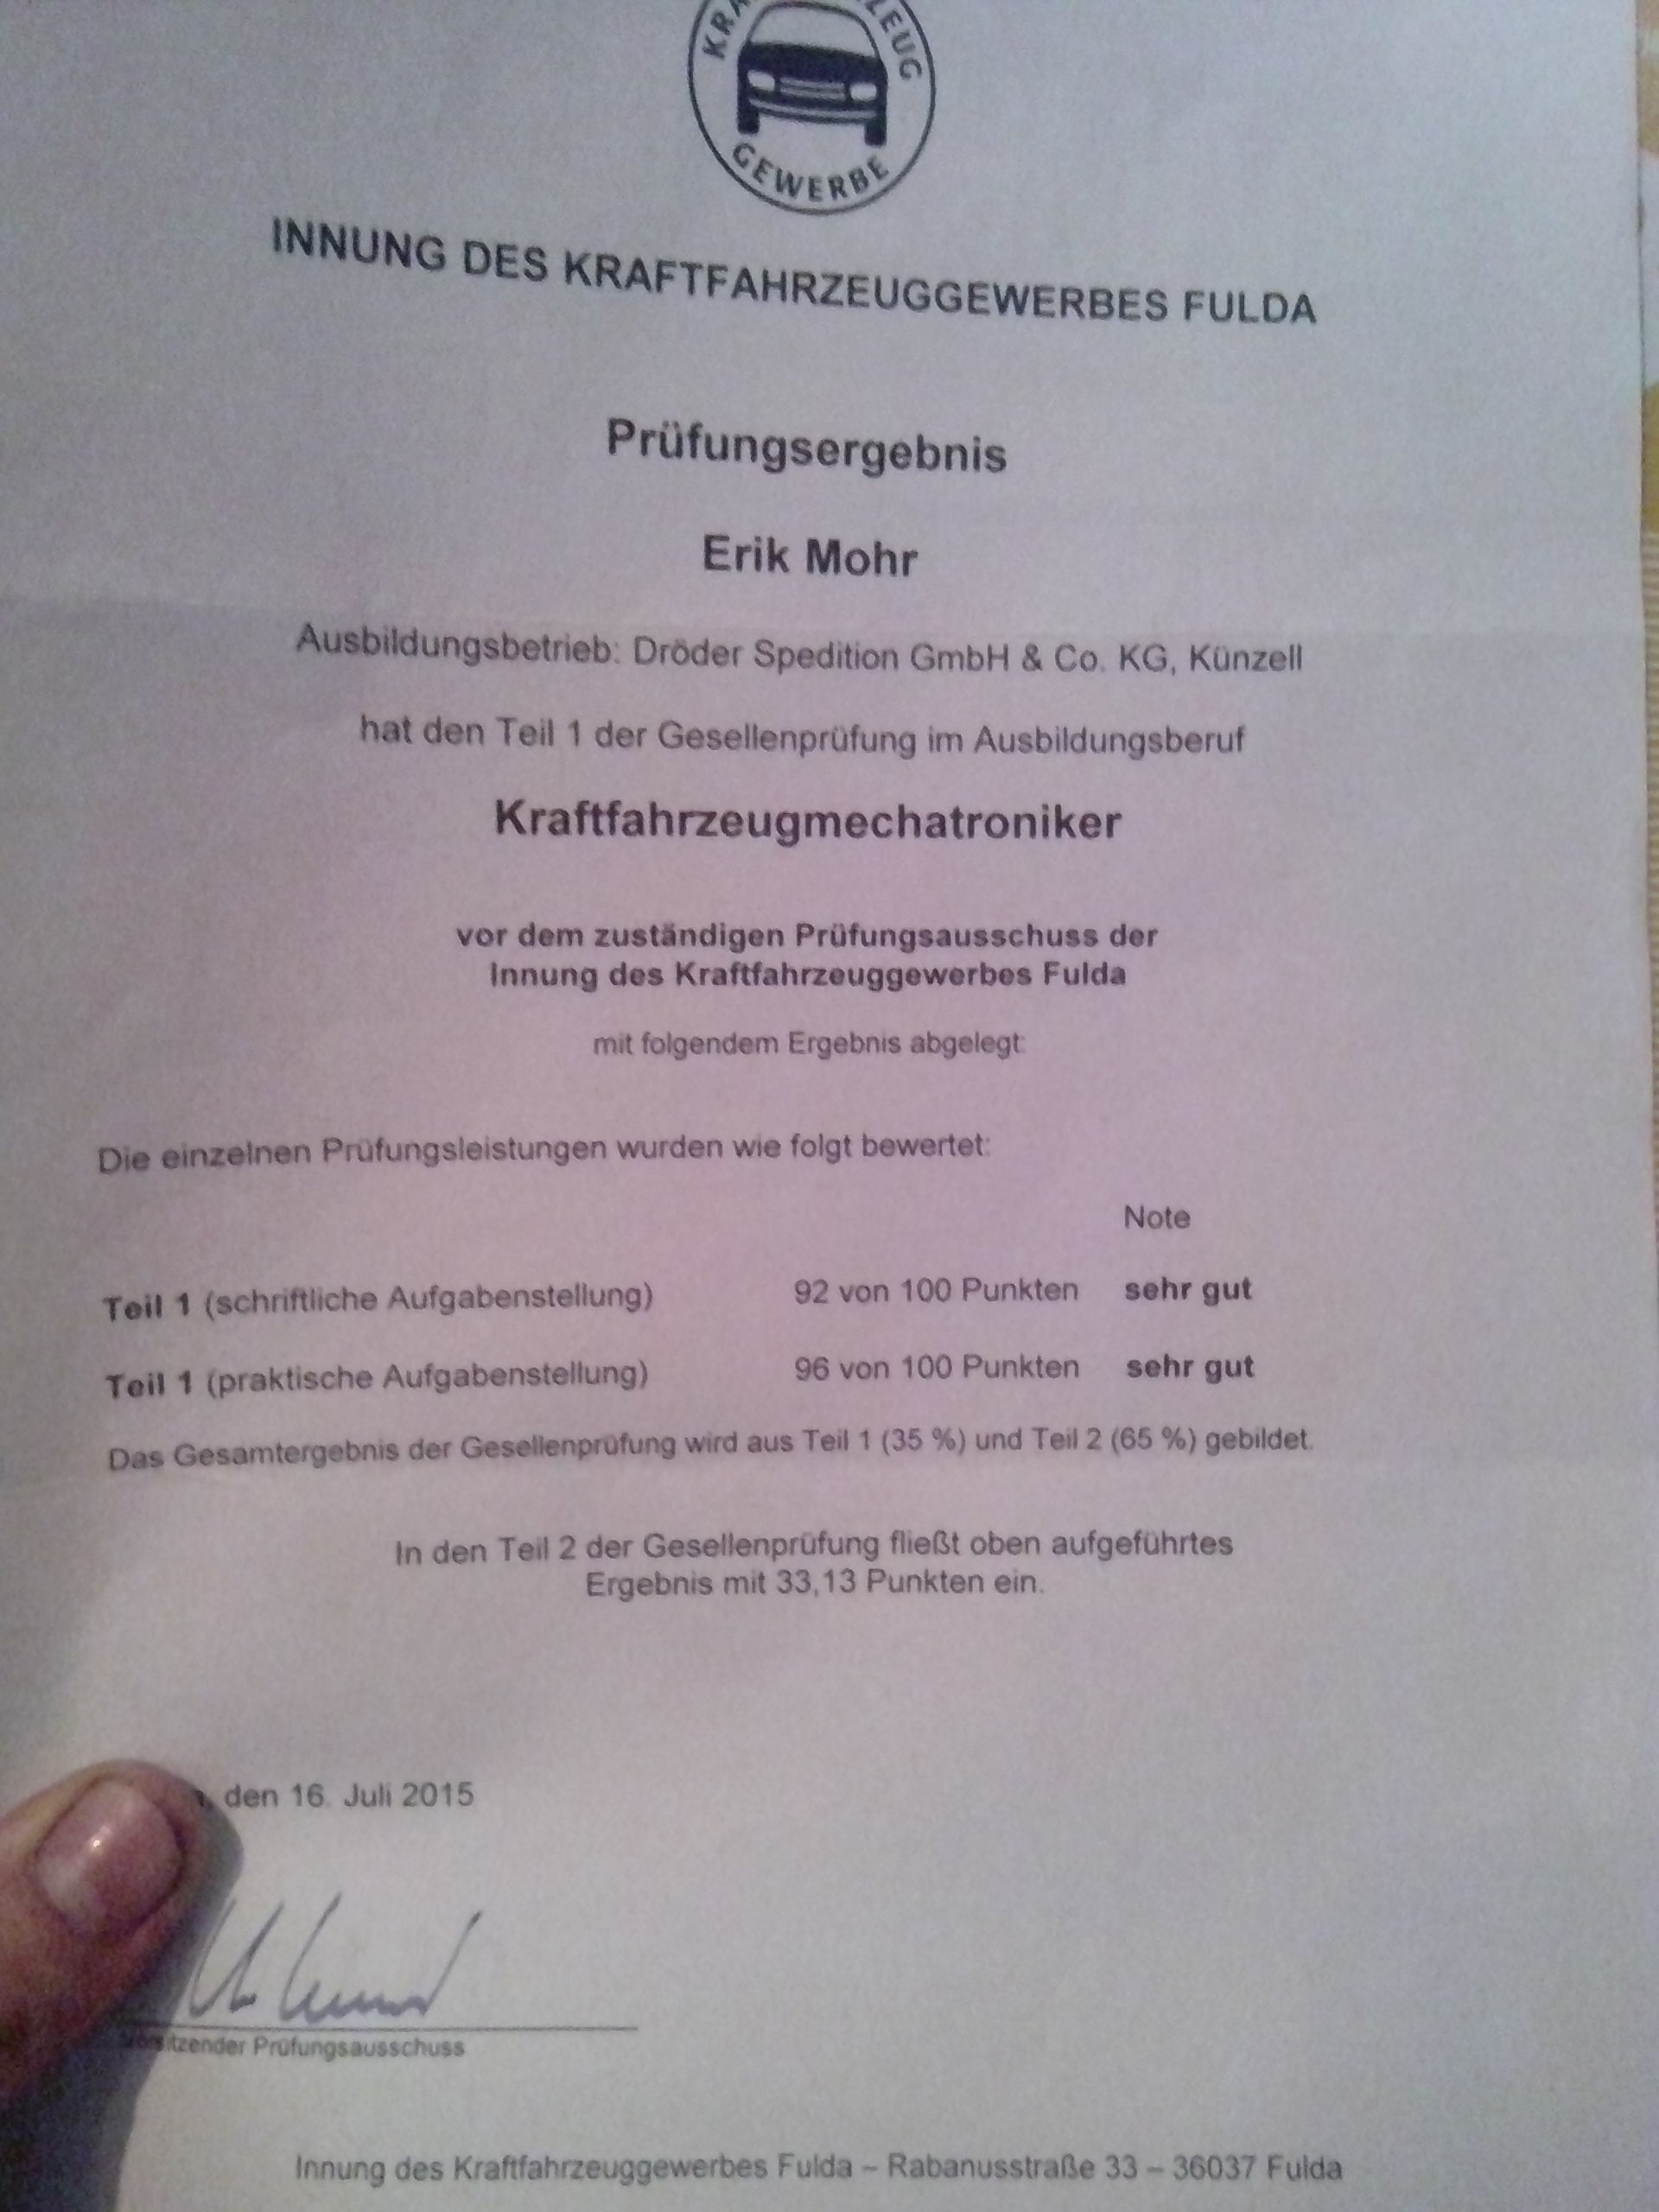 GEWERBE
INNUNG DES KRAFTFAHRZEUGGEWERBES FULDA
Prüfungsergebnis
Erik Mohr
Ausbildungsbetrieb: Dröder Spedition GmbH & Co. KG, Künzell
hat den Teil 1 der Gesellenprüfung im Ausbildungsberuf
Kraftfahrzeugmechatroniker
vor dem zuständigen Prüfungsausschuss der
Innung des Kraftfahrzeuggewerbes Fulda
mit folgendem Ergebnis abgelegt:
Die einzelnen Prüfungsleistungen wurden wie folgt bewertet:
Note
Teil 1 (schriftliche Aufgabenstellung) 92 von 100 Punkten sehr gut
Teil 1 (praktische Aufgabenstellung) 96 von 100 Punkten sehr gut
Das Gesamtergebnis der Gesellenprüfung wird aus Teil 1 (35 %) und Teil 2 (65 %) gebildet.
In den Teil 2 der Gesellenprüfung fließt oben aufgeführtes
Ergebnis mit 33,13 Punkten ein.
den 16. Juli 2015
Prüfungsausschuss
Innung des Kraftfahrzeuggewerbes Fulda – Rabanusstraße 33 – 36037 Fulda